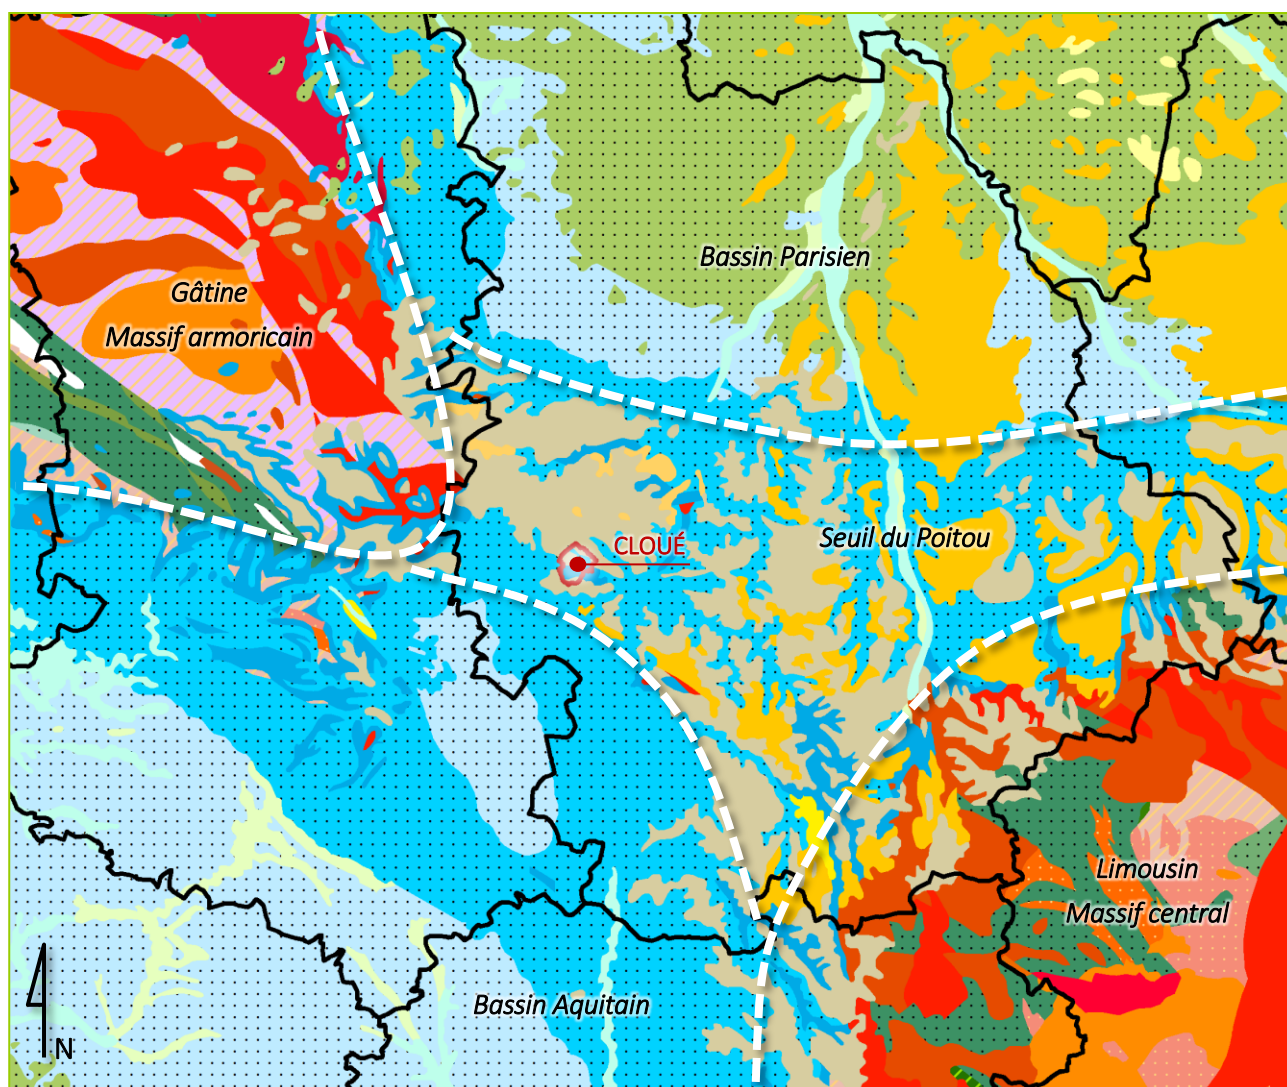 Bassin Parisien
Gâtine
Massif armoricain
Seuil du Poitou
CLOUÉ
Limousin
Massif central
Bassin Aquitain
N